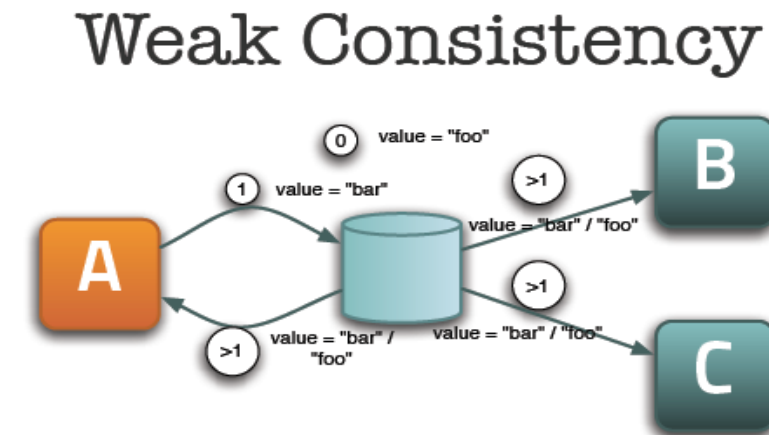 Weak Consistency
0
value = "foo"
1
value = "bar"
>1
value = "bar" / "foo"
B
A
>1
value = "bar" / "foo"
>1
value = "bar" /
"foo"
C